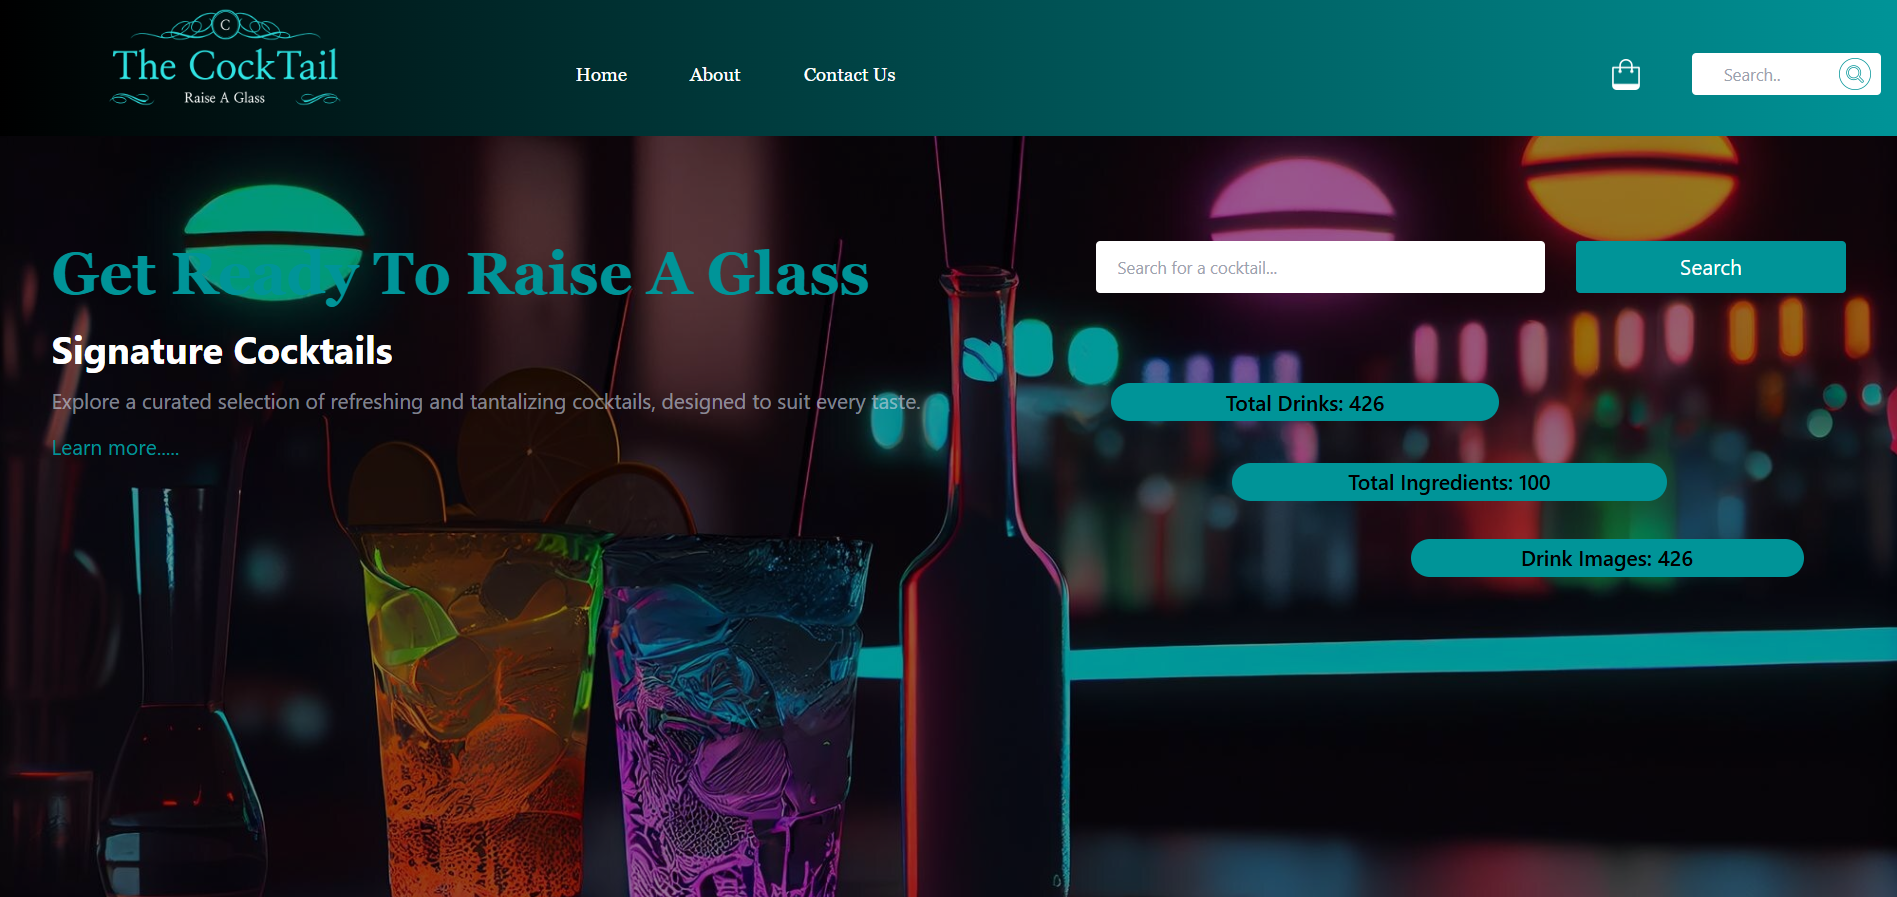 C
The CockTail
Raise A Glass
Home
About
Contact Us
Search..
Get Ready To Raise A Glass
Signature Cocktails
Explore a curated selection of refreshing and tantalizing cocktails, designed to suit every taste.
Learn more.....
Search for a cocktail...
Search
Total Drinks: 426
Total Ingredients: 100
Drink Images: 426